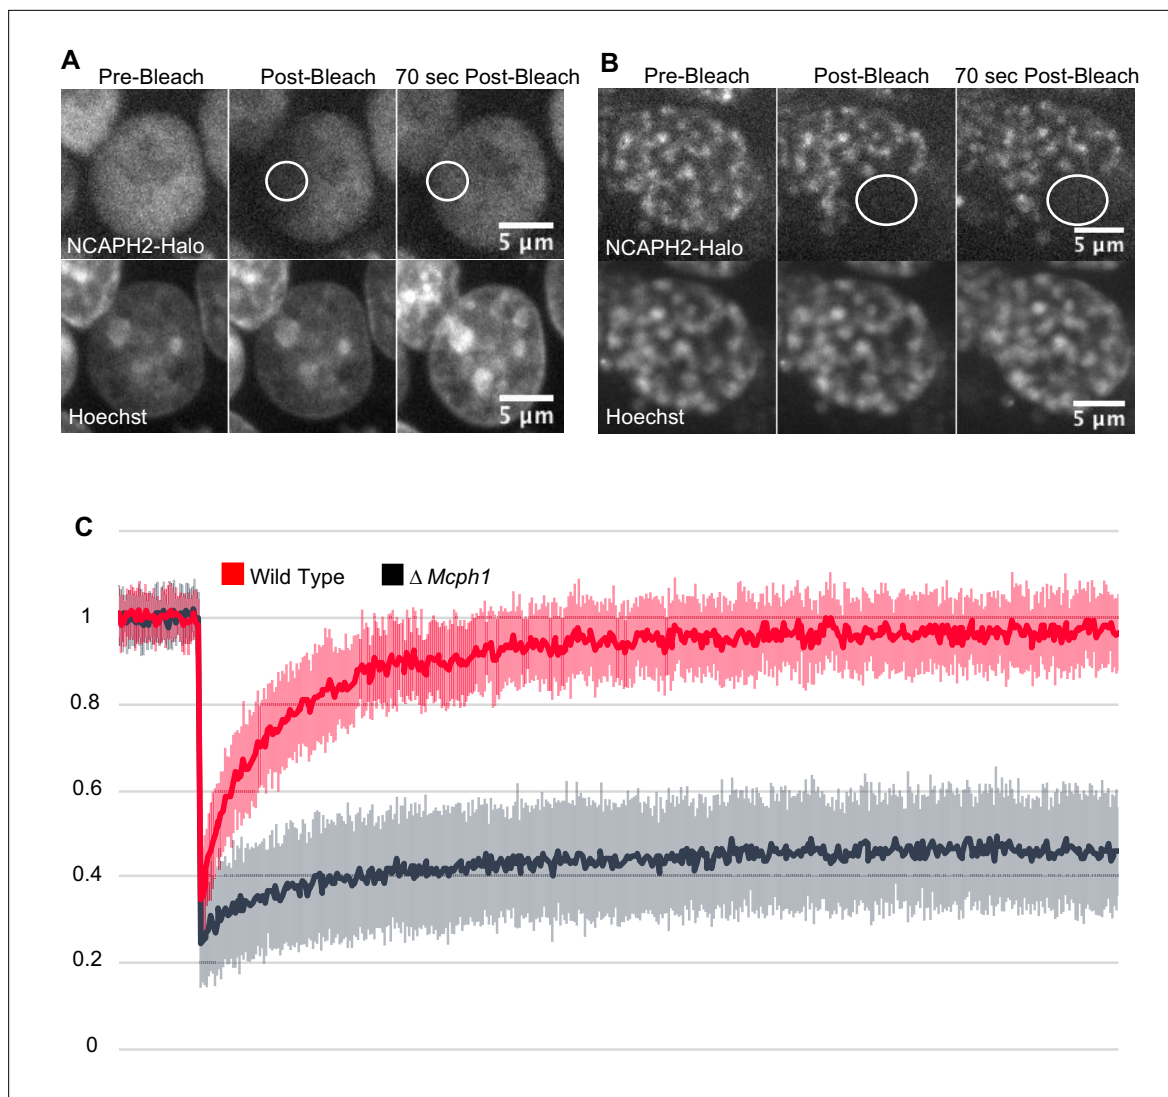 A
Pre-Bleach Post-Bleach 70 sec Post-Bleach
NCAPH2-Halo
5 µm
Hoechst
5 µm
B
Pre-Bleach Post-Bleach 70 sec Post-Bleach
NCAPH2-Halo
5 µm
Hoechst
5 µm
C
Wild Type
Δ Mcph1
1
0.8
0.6
0.4
0.2
0